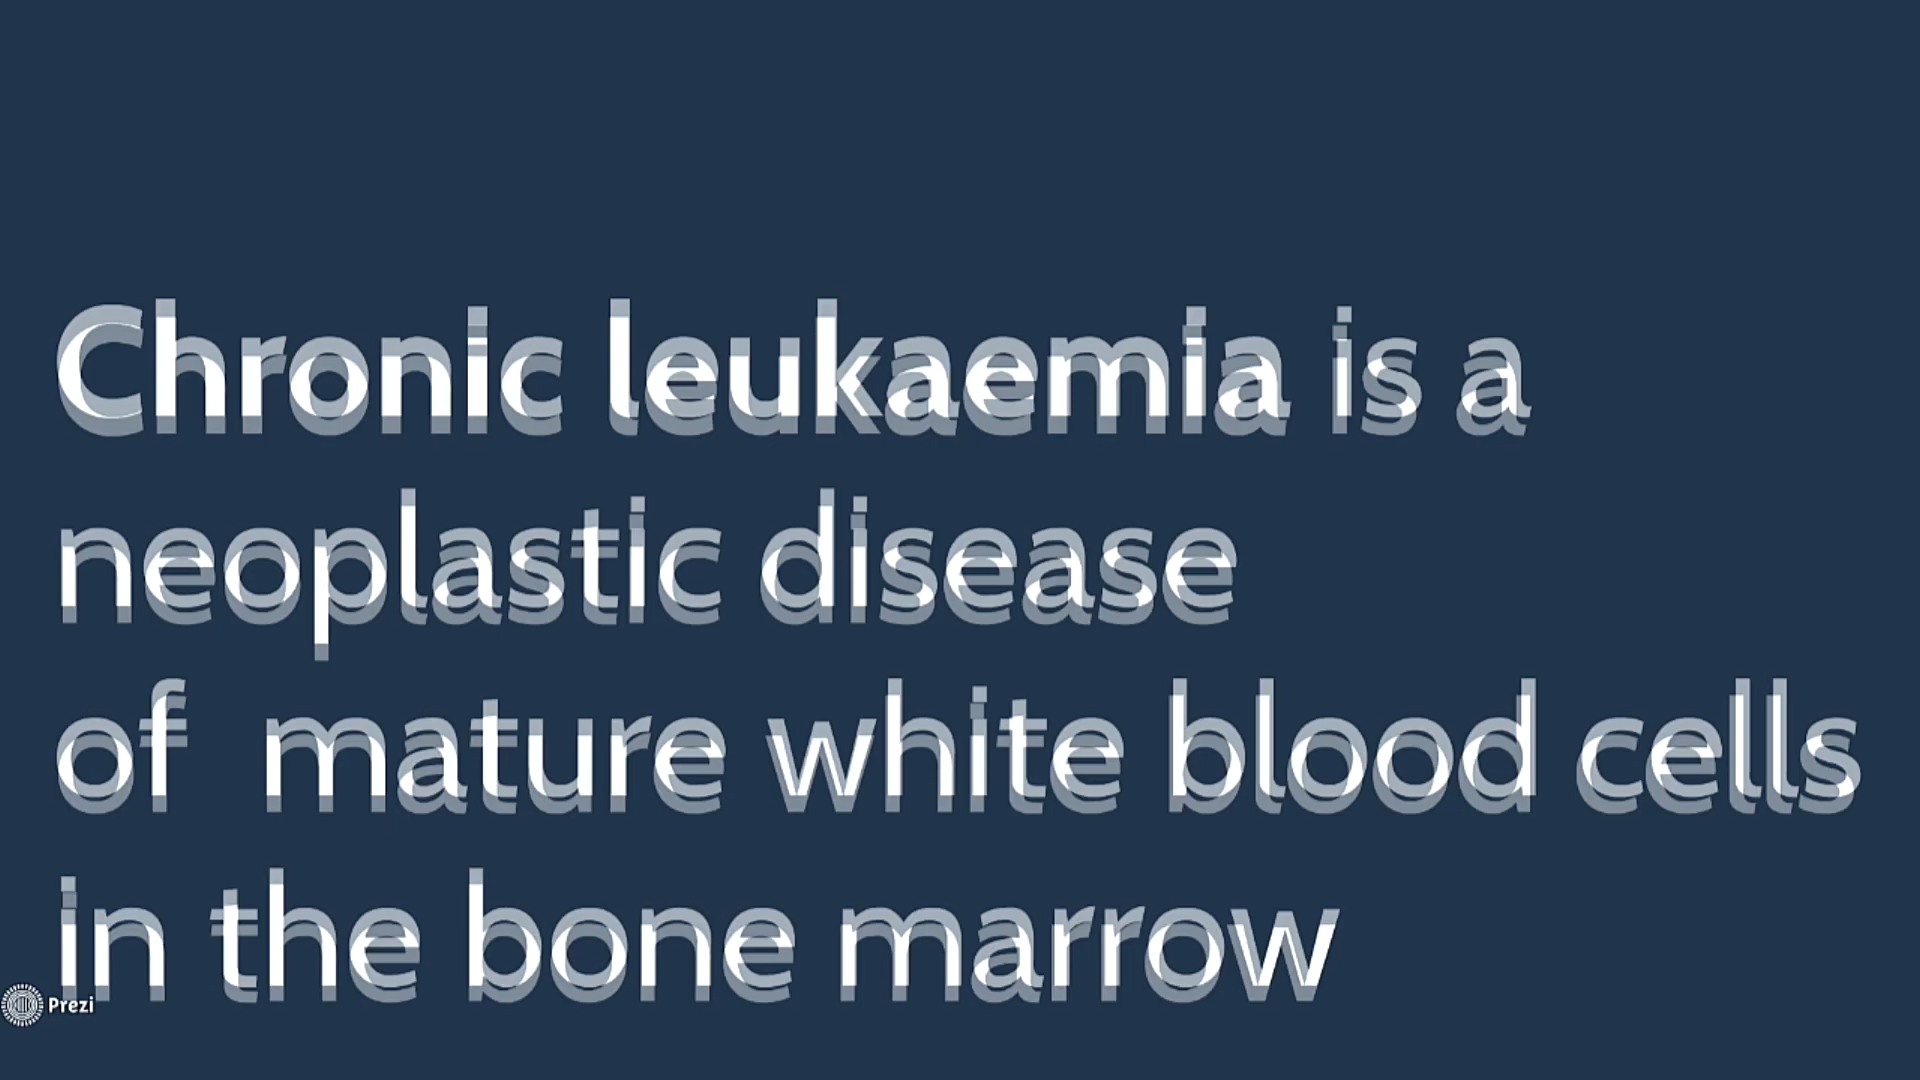 Chronic leukaemia is a
neoplastic disease
of mature white blood cells
in the bone marrow
Prezi